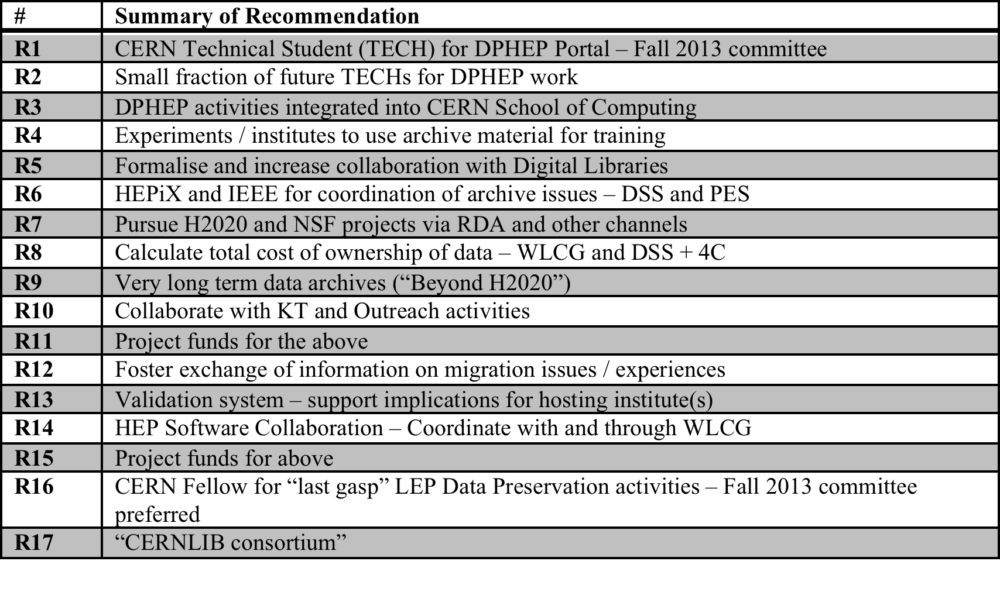 # Summary of Recommendation
R1 CERN Technical Student (TECH) for DPHEP Portal – Fall 2013 committee
R2 Small fraction of future TECHs for DPHEP work
R3 DPHEP activities integrated into CERN School of Computing
R4 Experiments / institutes to use archive material for training
R5 Formalise and increase collaboration with Digital Libraries
R6 HEPiX and IEEE for coordination of archive issues – DSS and PES
R7 Pursue H2020 and NSF projects via RDA and other channels
R8 Calculate total cost of ownership of data – WLCG and DSS + 4C
R9 Very long term data archives (“Beyond H2020”)
R10 Collaborate with KT and Outreach activities
R11 Project funds for the above
R12 Foster exchange of information on migration issues / experiences
R13 Validation system – support implications for hosting institute(s)
R14 HEP Software Collaboration – Coordinate with and through WLCG
R15 Project funds for above
R16 CERN Fellow for “last gasp” LEP Data Preservation activities – Fall 2013 committee
preferred
R17 “CERNLIB consortium”